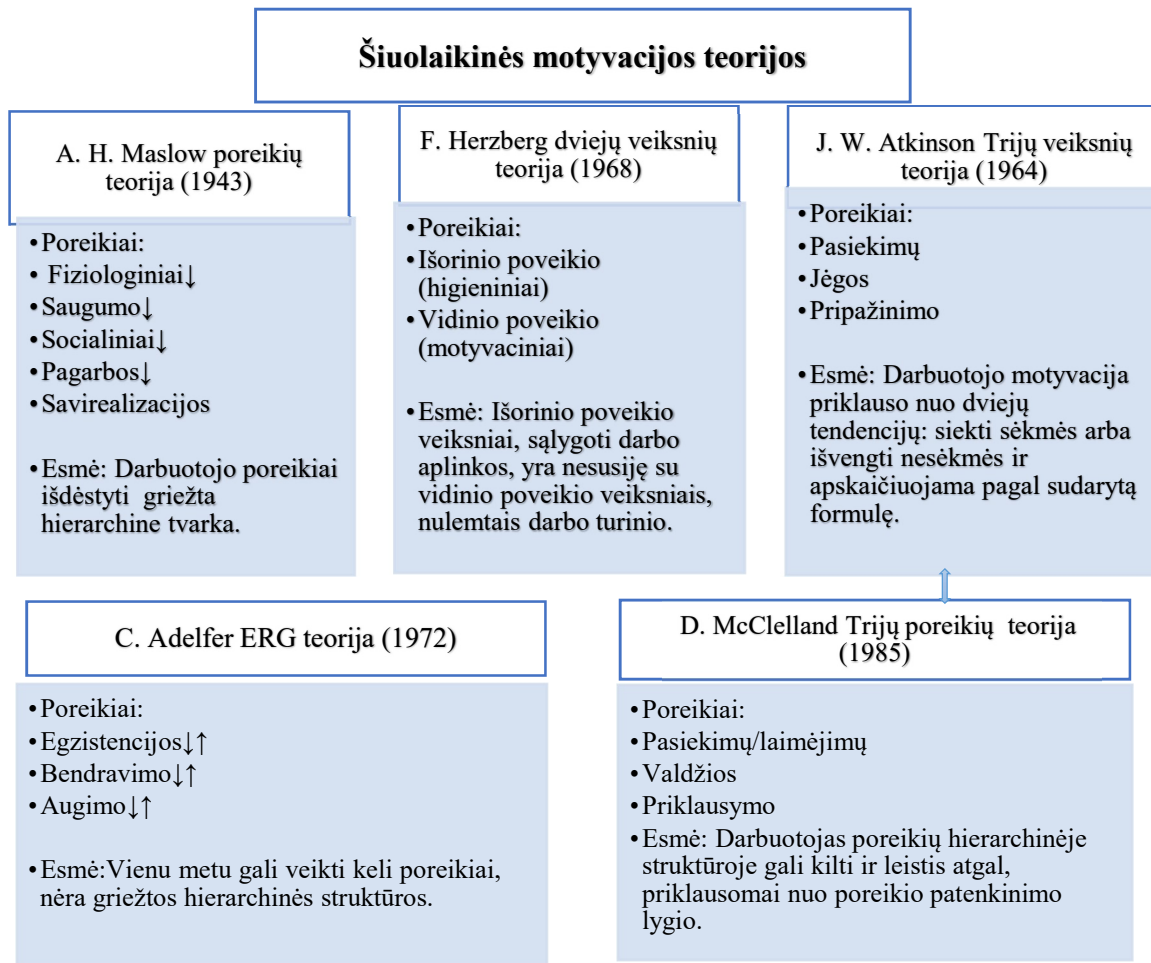 Šiuolaikinės motyvacijos teorijos
A. H. Maslow poreikių
teorija (1943)
•Poreikiai:
• Fiziologiniai↓
•Saugumo↓
•Socialiniai↓
•Pagarbos↓
•Savirealizacijos
•Esmė: Darbuotojo poreikiai
išdėstyti griežta
hierarchine tvarka.
F. Herzberg dviejų veiksnių
teorija (1968)
•Poreikiai:
•Išorinio poveikio
(higieniniai)
•Vidinio poveikio
(motyvaciniai)
•Esmė: Išorinio poveikio
veiksniai, sąlygoti darbo
aplinkos, yra nesusiję su
vidinio poveikio veiksniais,
nulemtais darbo turinio.
J. W. Atkinson Trijų veiksnių
teorija (1964)
•Poreikiai:
•Pasiekimų
•Jėgos
•Pripažinimo
•Esmė: Darbuotojo motyvacija
priklauso nuo dviejų
tendencijų: siekti sėkmės arba
išvengti nesėkmės ir
apskaičiuojama pagal sudarytą
formulę.
C. Adelfer ERG teorija (1972)
•Poreikiai:
•Egzistencijos↓↑
•Bendravimo↓↑
•Augimo↓↑
•Esmė:Vienu metu gali veikti keli poreikiai,
nėra griežtos hierarchinės struktūros.
D. McClelland Trijų poreikių teorija
(1985)
•Poreikiai:
•Pasiekimų/laimėjimų
•Valdžios
•Priklausymo
•Esmė: Darbuotojas poreikių hierarchinėje
struktūroje gali kilti ir leistis atgal,
priklausomai nuo poreikio patenkinimo
lygio.